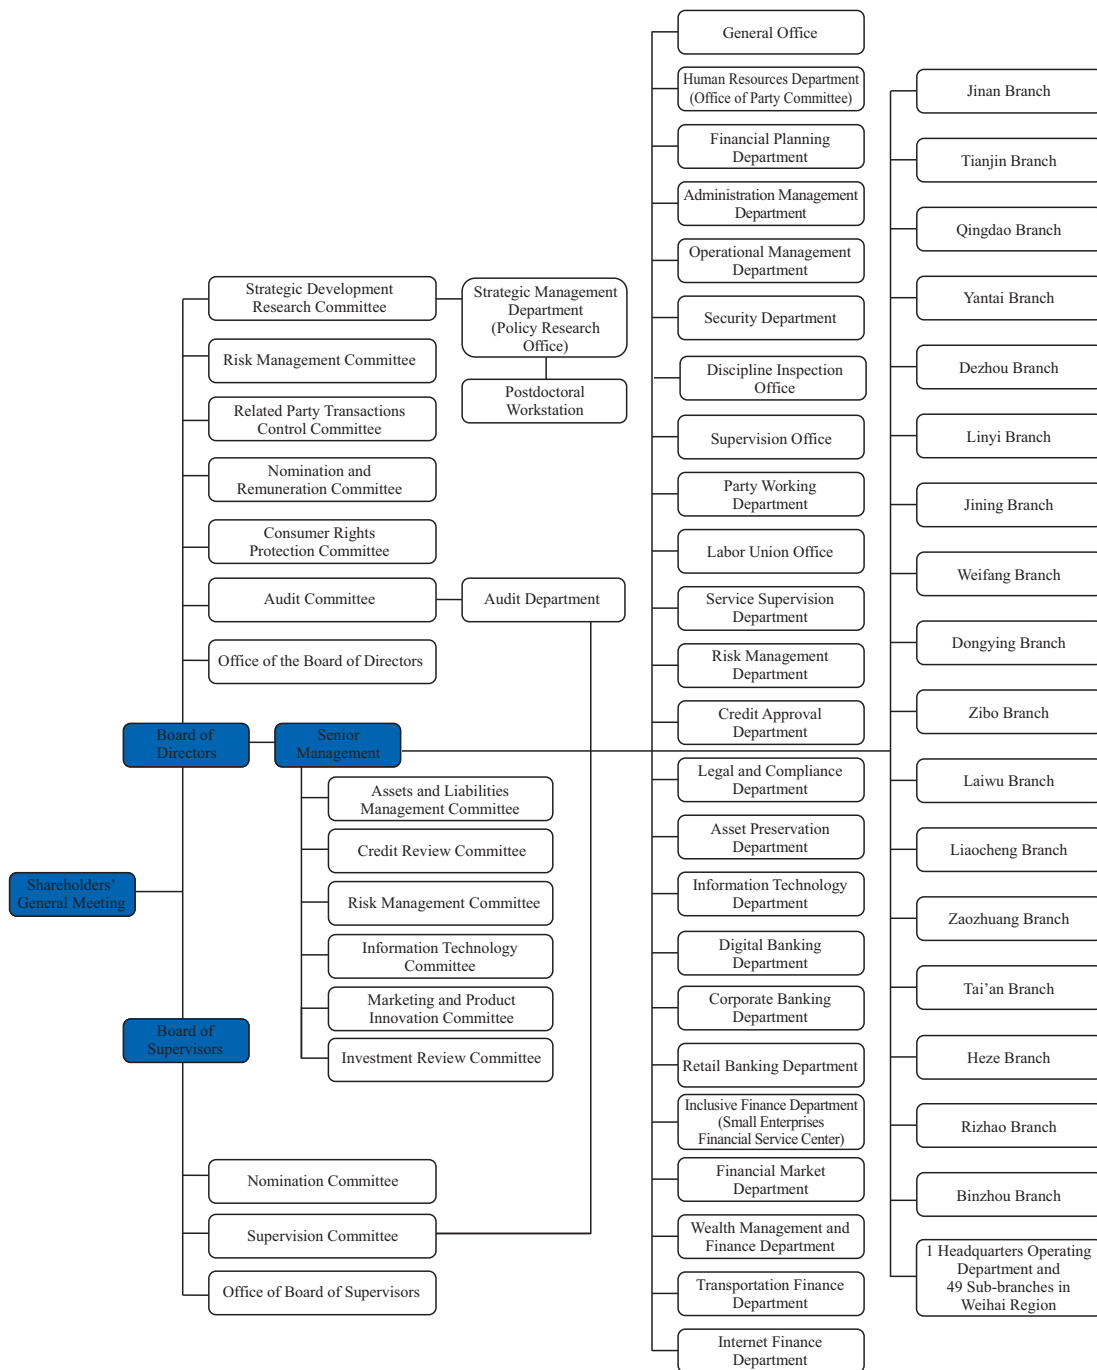 General Office
Human Resources Department
(Office of Party Committee)
Financial Planning
Department
Administration Management
Department
Operational Management
Department
Security Department
Discipline Inspection
Office
Supervision Office
Party Working
Department
Labor Union Office
Service Supervision
Department
Risk Management
Department
Credit Approval
Department
Legal and Compliance
Department
Asset Preservation
Department
Information Technology
Department
Digital Banking
Department
Corporate Banking
Department
Retail Banking Department
Inclusive Finance Department
(Small Enterprises
Financial Service Center)
Financial Market
Department
Wealth Management and
Finance Department
Transportation Finance
Department
Internet Finance
Department
Jinan Branch
Tianjin Branch
Qingdao Branch
Yantai Branch
Dezhou Branch
Linyi Branch
Jining Branch
Weifang Branch
Dongying Branch
Zibo Branch
Laiwu Branch
Liaocheng Branch
Zaozhuang Branch
Tai’an Branch
Heze Branch
Rizhao Branch
Binzhou Branch
1 Headquarters Operating
Department and
49 Sub-branches in
Weihai Region
Strategic Development
Research Committee
Strategic Management
Department
(Policy Research
Office)
Postdoctoral
Workstation
Risk Management Committee
Related Party Transactions
Control Committee
Nomination and
Remuneration Committee
Consumer Rights
Protection Committee
Audit Committee
Audit Department
Office of the Board of Directors
Board of
Directors
Senior
Management
Assets and Liabilities
Management Committee
Credit Review Committee
Risk Management Committee
Information Technology
Committee
Marketing and Product
Innovation Committee
Investment Review Committee
Shareholders’
General Meeting
Board of
Supervisors
Nomination Committee
Supervision Committee
Office of Board of Supervisors